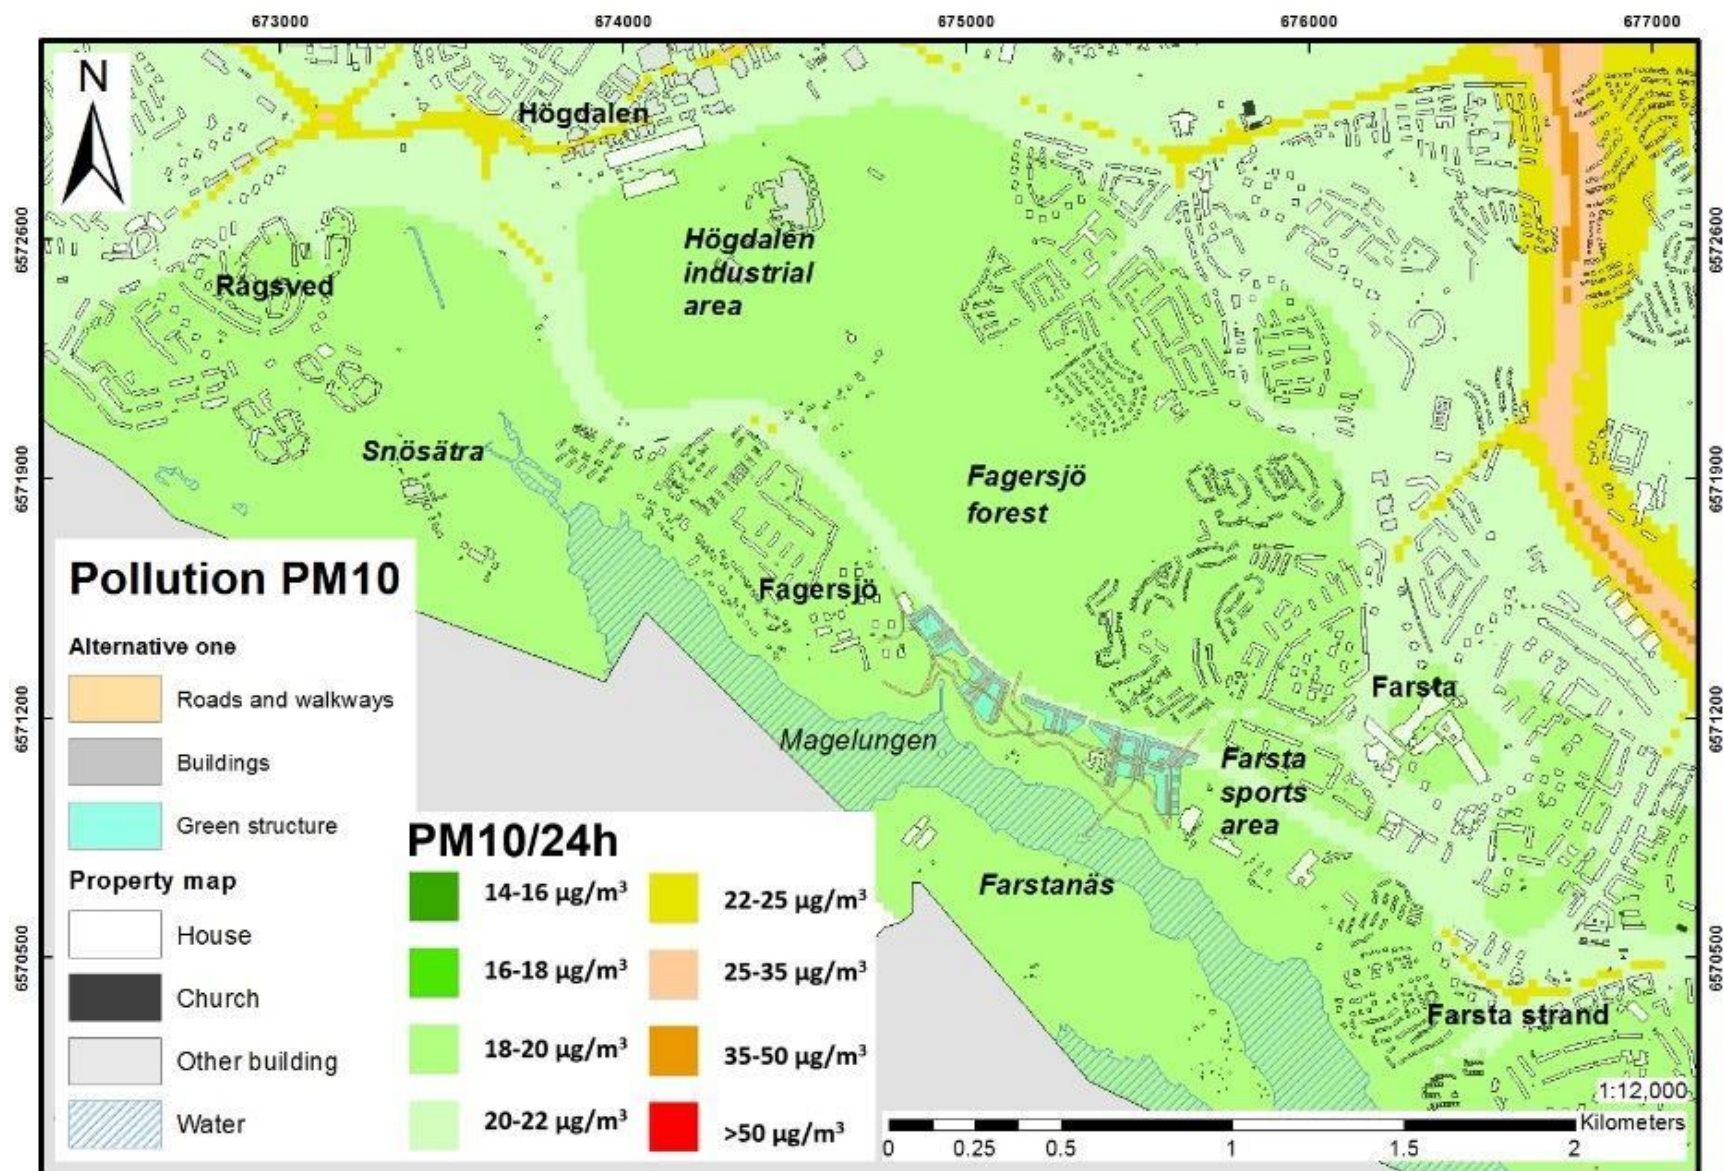 673000 674000 675000 676000 677000
N
Högdalen
6572600
6572600
Högdalen
industrial
area
Rågsved
Snösätra
6571900
6571900
Fagersjö
forest
Pollution PM10
Fagersjö
Alternative one
Roads and walkways
Farsta
6571200
6571200
Magelungen
Farsta
sports
area
Buildings
Green structure
PM10/24h
Property map
Farstanäs
14-16 µg/m³
22-25 µg/m³
House
6570500
6570500
16-18 µg/m³
25-35 µg/m³
Church
Farsta strand
18-20 µg/m³
35-50 µg/m³
Other building
1:12,000
20-22 µg/m³
>50 µg/m³
Water
Kilometers
0 0.25 0.5 1 1.5 2